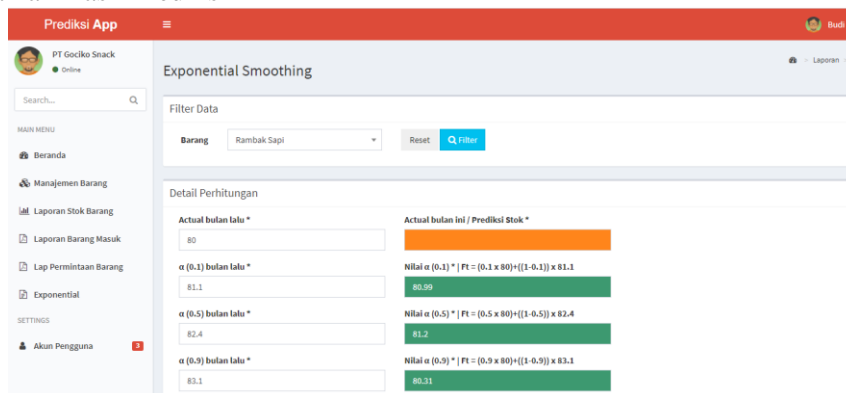 Prediksi App
Budi
PT Gociko Snack
Online
Exponential Smoothing
Laporan
Search...
Filter Data
MAIN MENU
Barang
Rambak Sapi
Reset
Filter
Beranda
Manajemen Barang
Detail Perhitungan
Laporan Stok Barang
Actual bulan lalu *
Actual bulan ini / Prediksi Stok *
Laporan Barang Masuk
80
Lap Permintaan Barang
α (0.1) bulan lalu *
Nilai α (0.1) * | Ft = (0.1 x 80)+((1-0.1)) x 81.1
Exponential
81.1
80.99
SETTINGS
α (0.5) bulan lalu *
Nilai α (0.5) * | Ft = (0.5 x 80)+((1-0.5)) x 82.4
Akun Pengguna
3
82.4
81.2
α (0.9) bulan lalu *
Nilai α (0.9) * | Ft = (0.9 x 80)+((1-0.9)) x 83.1
83.1
80.31